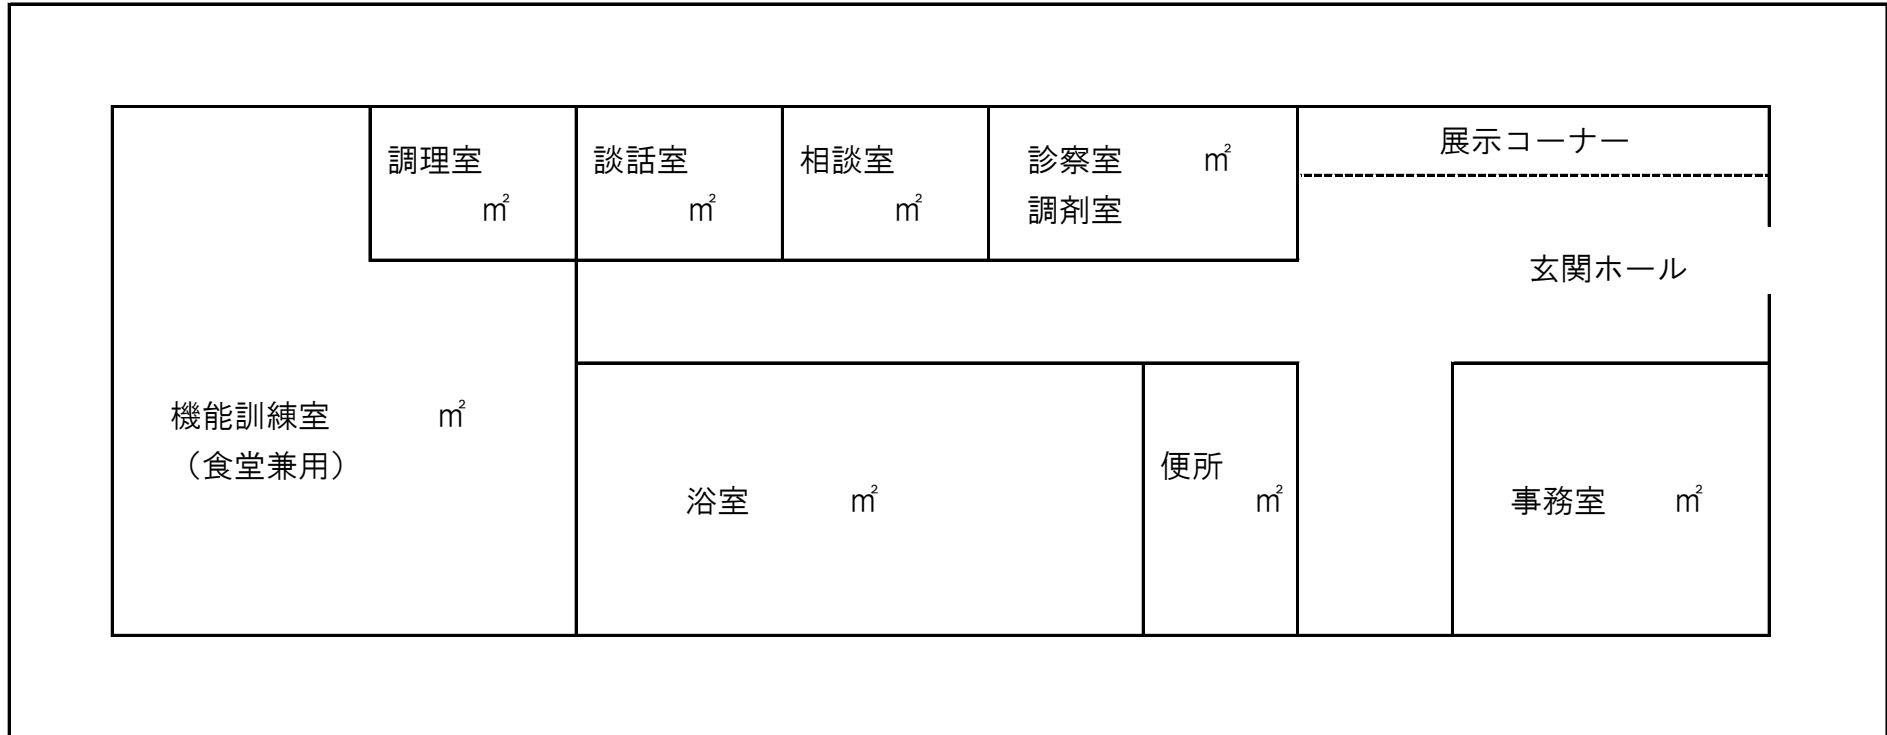 調理室
㎡
談話室
㎡
相談室
㎡
診察室 ㎡
調剤室
展示コーナー
玄関ホール
機能訓練室 ㎡
（食堂兼用）
浴室 ㎡
便所
㎡
事務室 ㎡